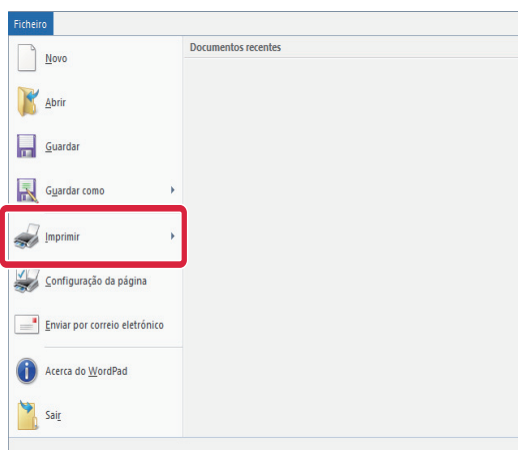 Ficheiro
Documentos recentes
Novo
Abrir
Guardar
Guardar como
Imprimir
Configuração da página
Enviar por correio eletrónico
Acerca do WordPad
Sair